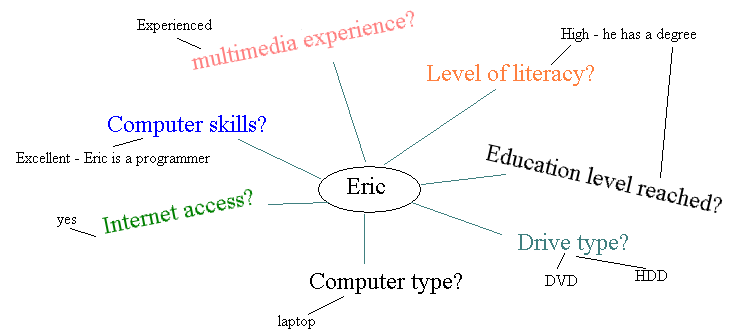 Experienced
multimedia experience?
High - he has a degree
Level of literacy?
Computer skills?
Excellent - Eric is a programmer
Education level reached?
Eric
Internet access?
yes
Drive type?
DVD
HDD
Computer type?
laptop